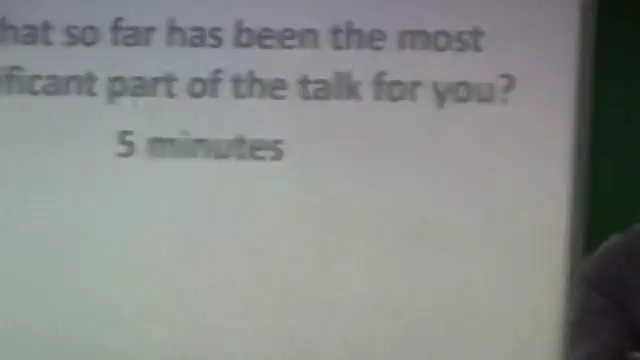 hat so far has been the most
ificant part of the talk for you?
5 minutes